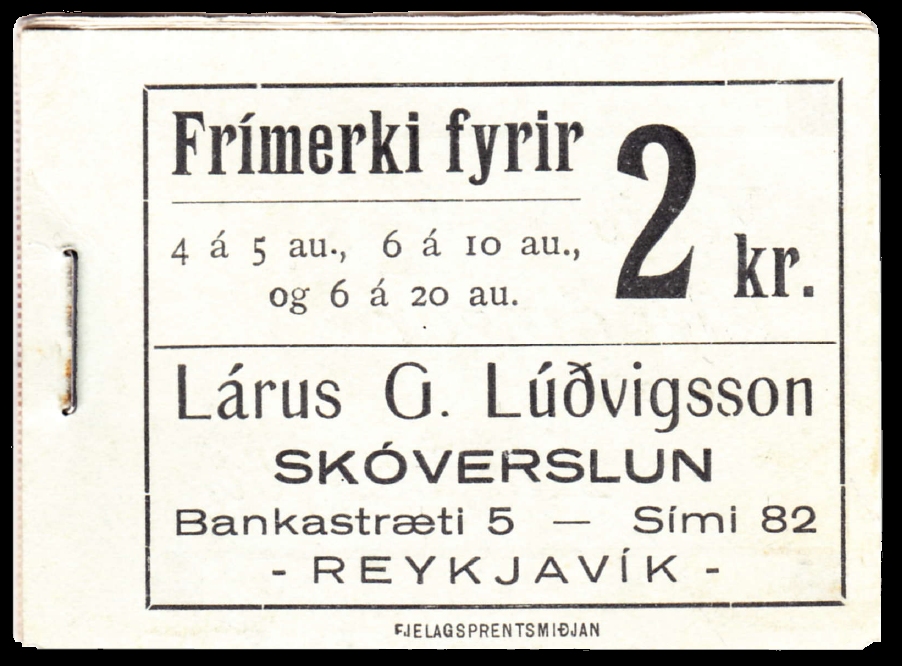 Frímerki fyrir 2 kr.
4 á 5 au., 6 á 10 au.,
og 6 á 20 au.
Lárus G. Lúðvigsson
SKÓVERSLUN
Bankastræti 5 — Sími 82
- REYKJAVÍK -
FJELAGSPRENTSMIÐJAN